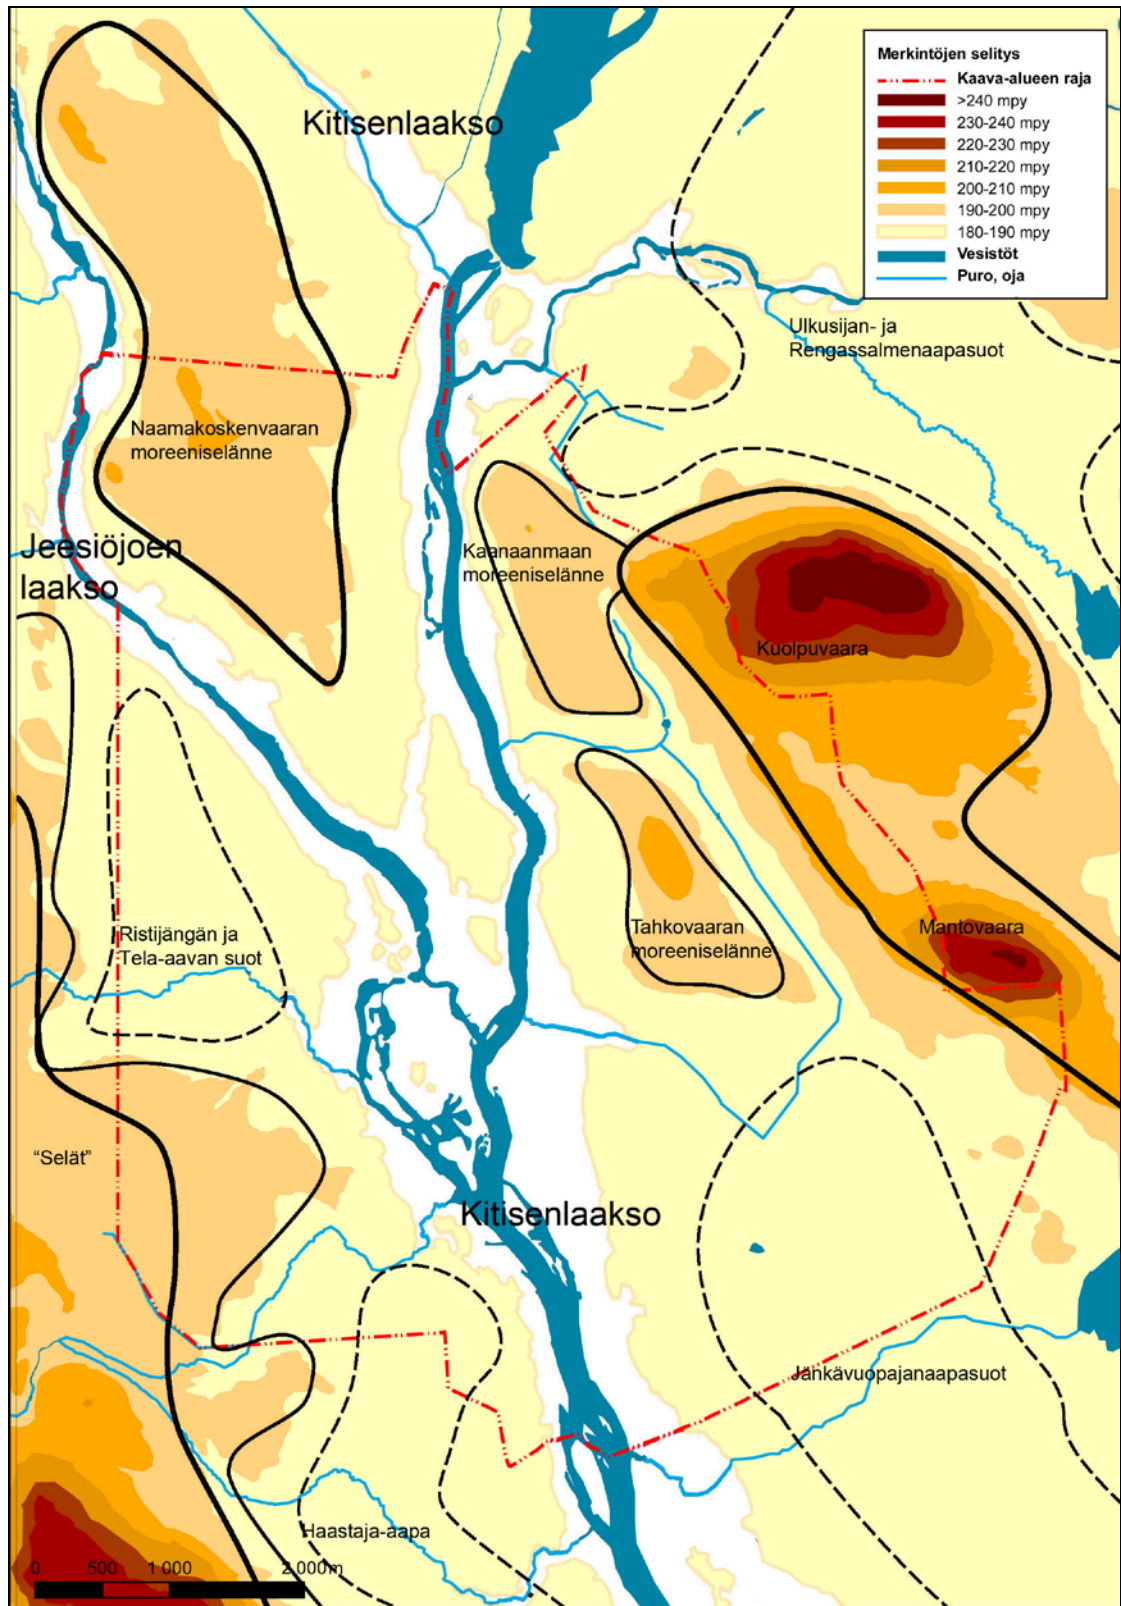 Merkintöjen selitys
Kaava-alueen raja
>240 mpy
230-240 mpy
220-230 mpy
210-220 mpy
200-210 mpy
190-200 mpy
180-190 mpy
Vesistöt
Puro, oja
Kitisenlaakso
Ulkusijan- ja
Rengassalmenaapasuot
Naamakoskenvaaran
moreeniselänne
Jeesiöjoen
laakso
Kaanaanmaan
moreeniselänne
Kuolpuvaara
Ristijängän ja
Tela-aavan suot
Tahkovaaran
moreeniselänne
Mantovaara
"Selät"
Kitisenlaakso
Jänkävuopajanaapasuot
Haastaja-aapa
0 500 1 000 2 000m